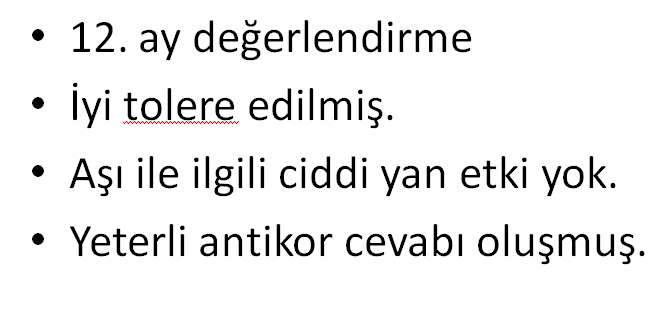 • 12. ay değerlendirme
• İyi tolere edilmiş.
• Aşı ile ilgili ciddi yan etki yok.
• Yeterli antikor cevabı oluşmuş.